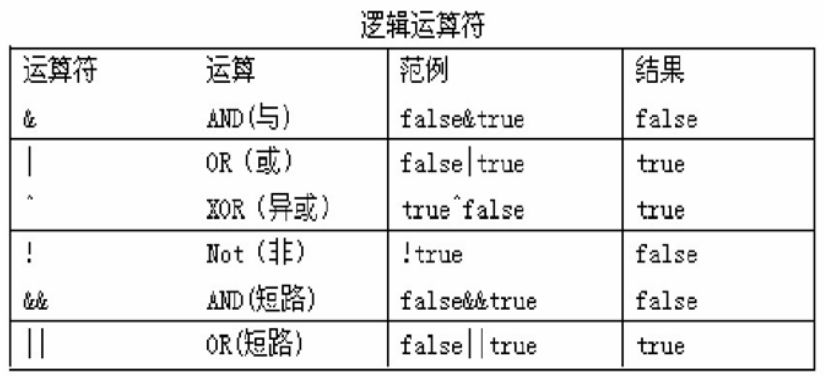 逻辑运算符
运算符 运算 范例 结果
& AND(与) false&true false
| OR（或） false|true true
^ XOR（异或） true^false true
! Not（非） !true false
&& AND(短路) false&&true false
|| OR(短路) false||true true